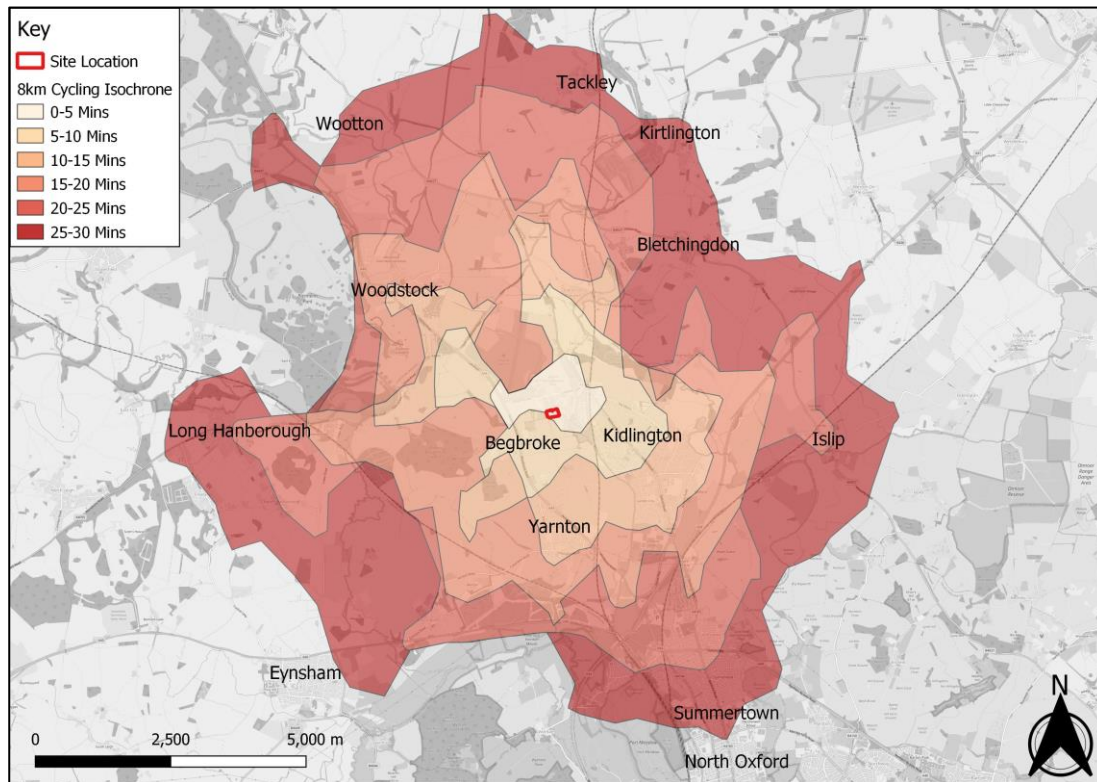 Key
Site Location
8km Cycling Isochrone
0-5 Mins
5-10 Mins
10-15 Mins
15-20 Mins
20-25 Mins
25-30 Mins
Tackley
Wootton
Kirtlington
Bletchingdon
Woodstock
Long Hanborough
Begbroke
Kidlington
Islip
Yarnton
Eynsham
Summertown
North Oxford
0
2,500
5,000 m
N